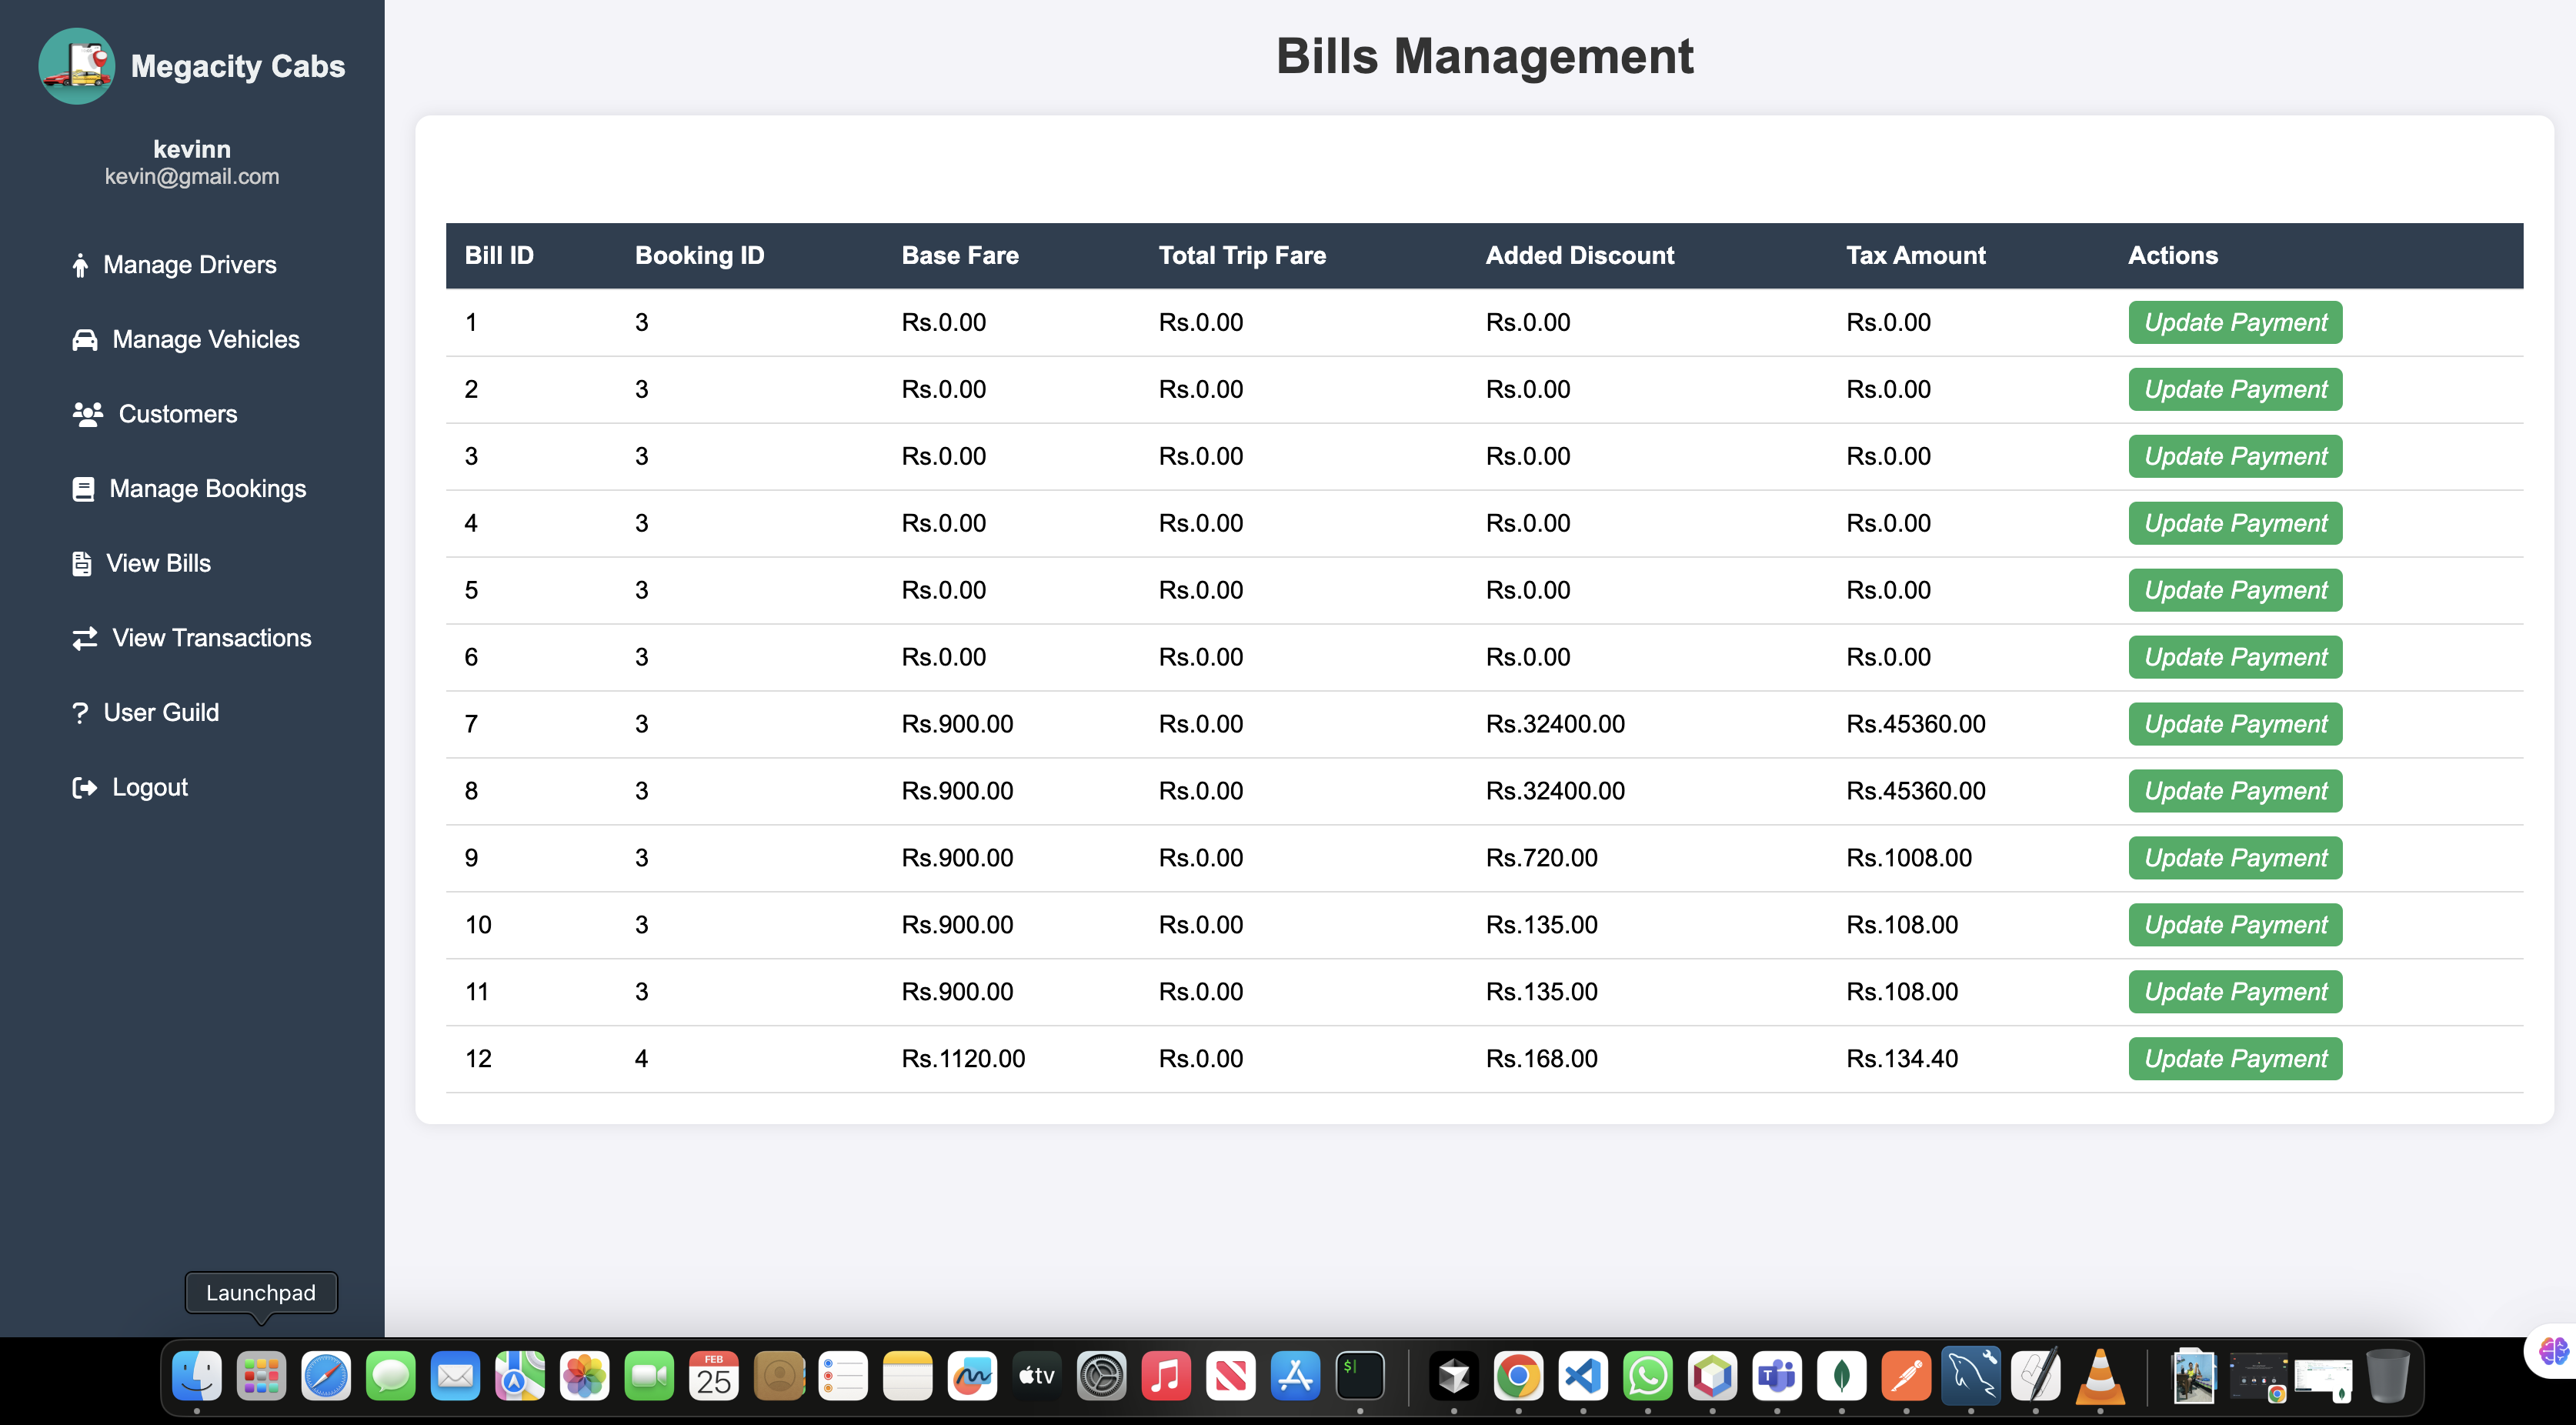 Megacity Cabs
kevinn
kevin@gmail.com
Manage Drivers
Manage Vehicles
Customers
Manage Bookings
View Bills
View Transactions
User Guild
Logout
Bills Management
Bill ID Booking ID Base Fare Total Trip Fare Added Discount Tax Amount Actions
1 3 Rs.0.00 Rs.0.00 Rs.0.00 Rs.0.00 Update Payment
2 3 Rs.0.00 Rs.0.00 Rs.0.00 Rs.0.00 Update Payment
3 3 Rs.0.00 Rs.0.00 Rs.0.00 Rs.0.00 Update Payment
4 3 Rs.0.00 Rs.0.00 Rs.0.00 Rs.0.00 Update Payment
5 3 Rs.0.00 Rs.0.00 Rs.0.00 Rs.0.00 Update Payment
6 3 Rs.0.00 Rs.0.00 Rs.0.00 Rs.0.00 Update Payment
7 3 Rs.900.00 Rs.0.00 Rs.32400.00 Rs.45360.00 Update Payment
8 3 Rs.900.00 Rs.0.00 Rs.32400.00 Rs.45360.00 Update Payment
9 3 Rs.900.00 Rs.0.00 Rs.720.00 Rs.1008.00 Update Payment
10 3 Rs.900.00 Rs.0.00 Rs.135.00 Rs.108.00 Update Payment
11 3 Rs.900.00 Rs.0.00 Rs.135.00 Rs.108.00 Update Payment
12 4 Rs.1120.00 Rs.0.00 Rs.168.00 Rs.134.40 Update Payment
Launchpad
FEB
25
tv
$